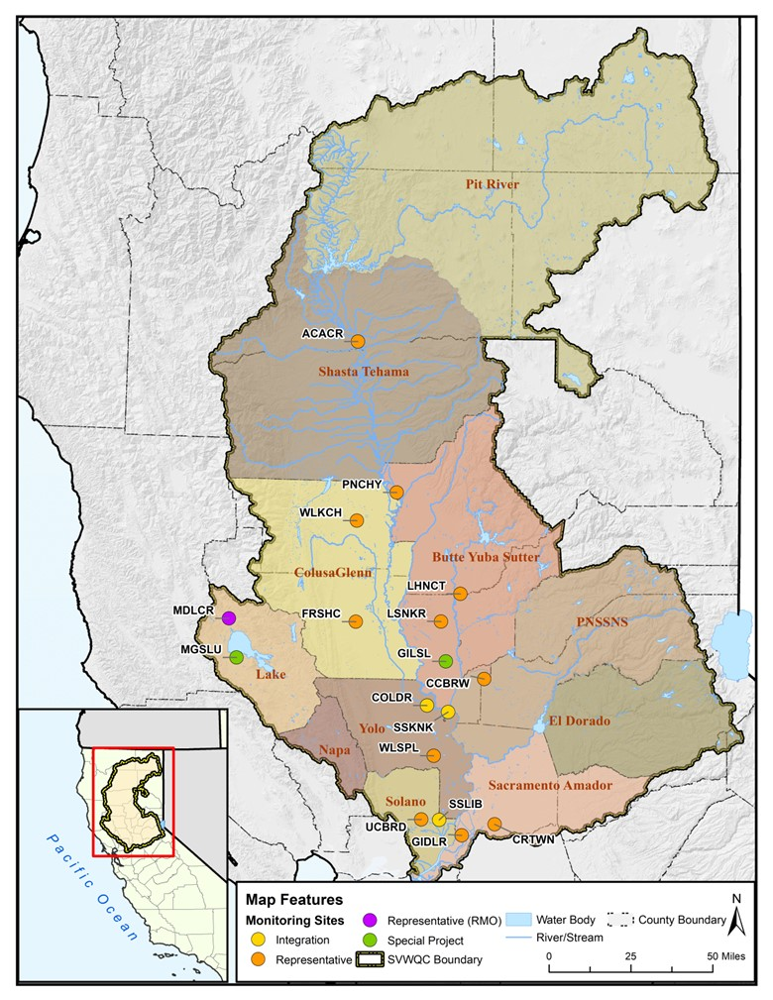 Pit River
ACACR
Shasta Tehama
PNCHY
WLKCH
Butte Yuba Sutter
ColusaGlenn
LHNCT
MDLCR
FRSHC
LSNKR
PNSSNS
MGSLU
GILSL
Lake
CCBRW
COLDR
El Dorado
Yolo
SSKNK
Napa
WLSPL
Sacramento Amador
Solano
SSLIB
UCBRD
GIDLR
CRTWN
Pacific Ocean
Map Features
Monitoring Sites
Integration
Representative
Representative (RMO)
Special Project
SVWQC Boundary
Water Body
River/Stream
County Boundary
N
0 25 50 Miles